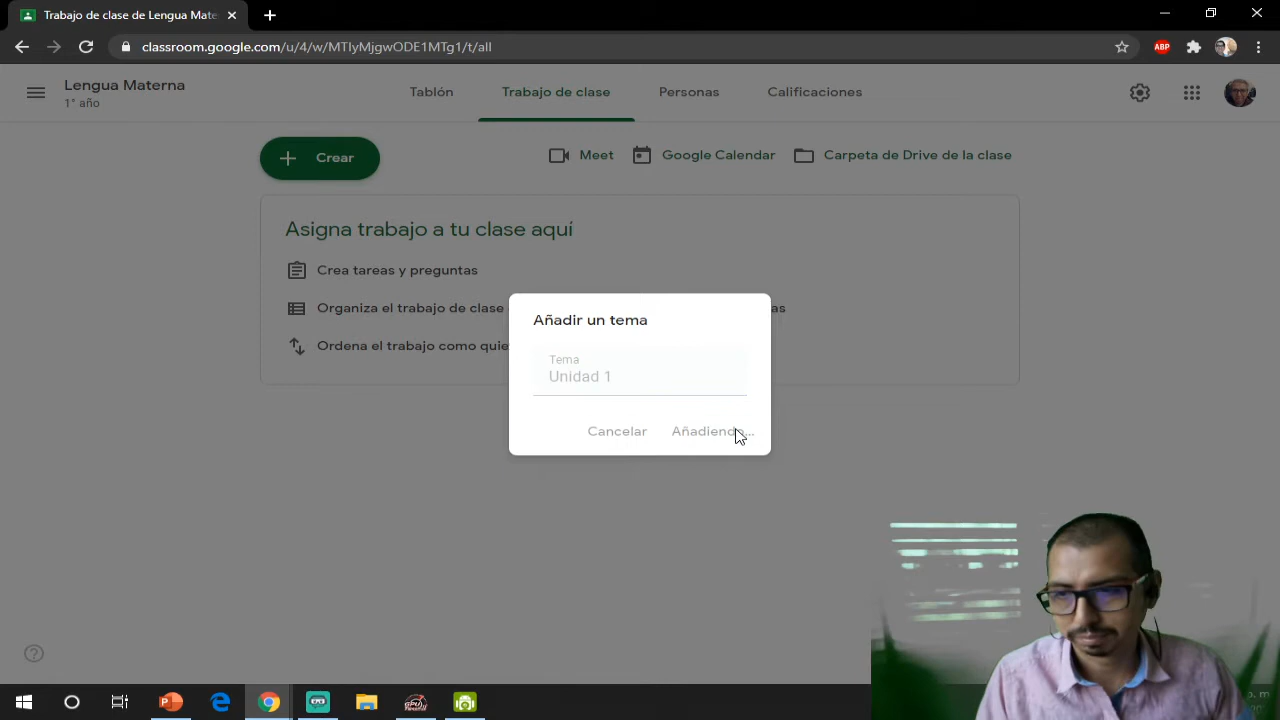 Trabajo de clase de Lengua Mate
classroom.google.com/u/4/w/MTIyMjgwODE1MTg1/t/all
ABP
Lengua Materna
1° año
Tablón
Trabajo de clase
Personas
Calificaciones
Crear
Meet
Google Calendar
Carpeta de Drive de la clase
Asigna trabajo a tu clase aquí
Crea tareas y preguntas
Organiza el trabajo de clase
as
Ordena el trabajo como quie
Añadir un tema
Tema
Unidad 1
Cancelar
Añadiendo...
p. m